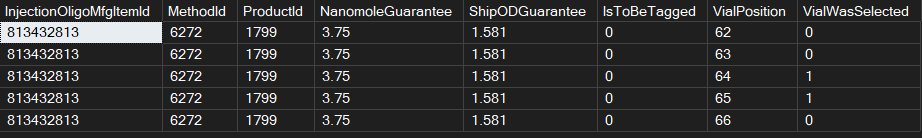 InjectionOligoMfgItemId MethodId ProductId NanomoleGuarantee ShipODGuarantee IsToBeTagged VialPosition VialWasSelected
813432813 6272 1799 3.75 1.581 0 62 0
813432813 6272 1799 3.75 1.581 0 63 0
813432813 6272 1799 3.75 1.581 0 64 1
813432813 6272 1799 3.75 1.581 0 65 1
813432813 6272 1799 3.75 1.581 0 66 0